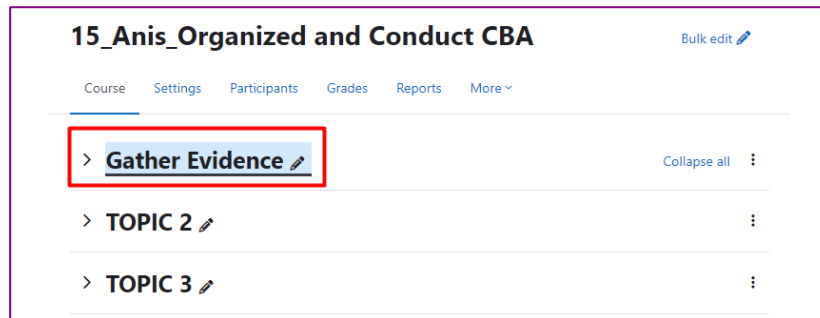 15_Anis_Organized and Conduct CBA
Bulk edit
Course Settings Participants Grades Reports More
Gather Evidence
Collapse all
TOPIC 2
TOPIC 3